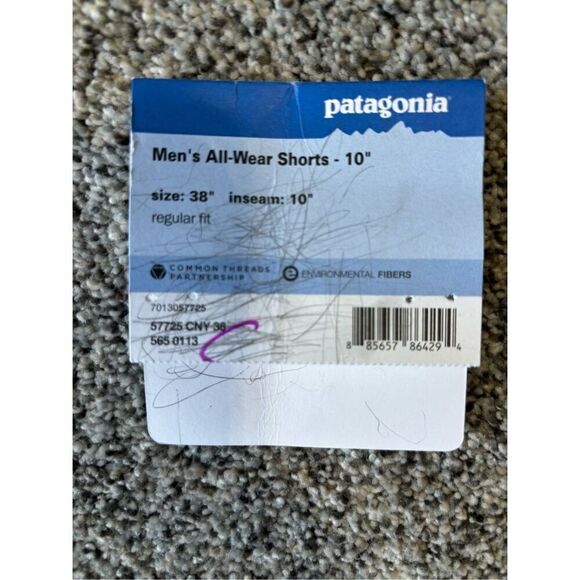 patagonia
Men's All-Wear Shorts - 10"
size: 38" inseam: 10"
regular fit
COMMON THREADS
PARTNERSHIP
e ENVIRONMENTAL FIBERS
7013057725
57725 CNY 38
565 0113
8 85657 86429 4